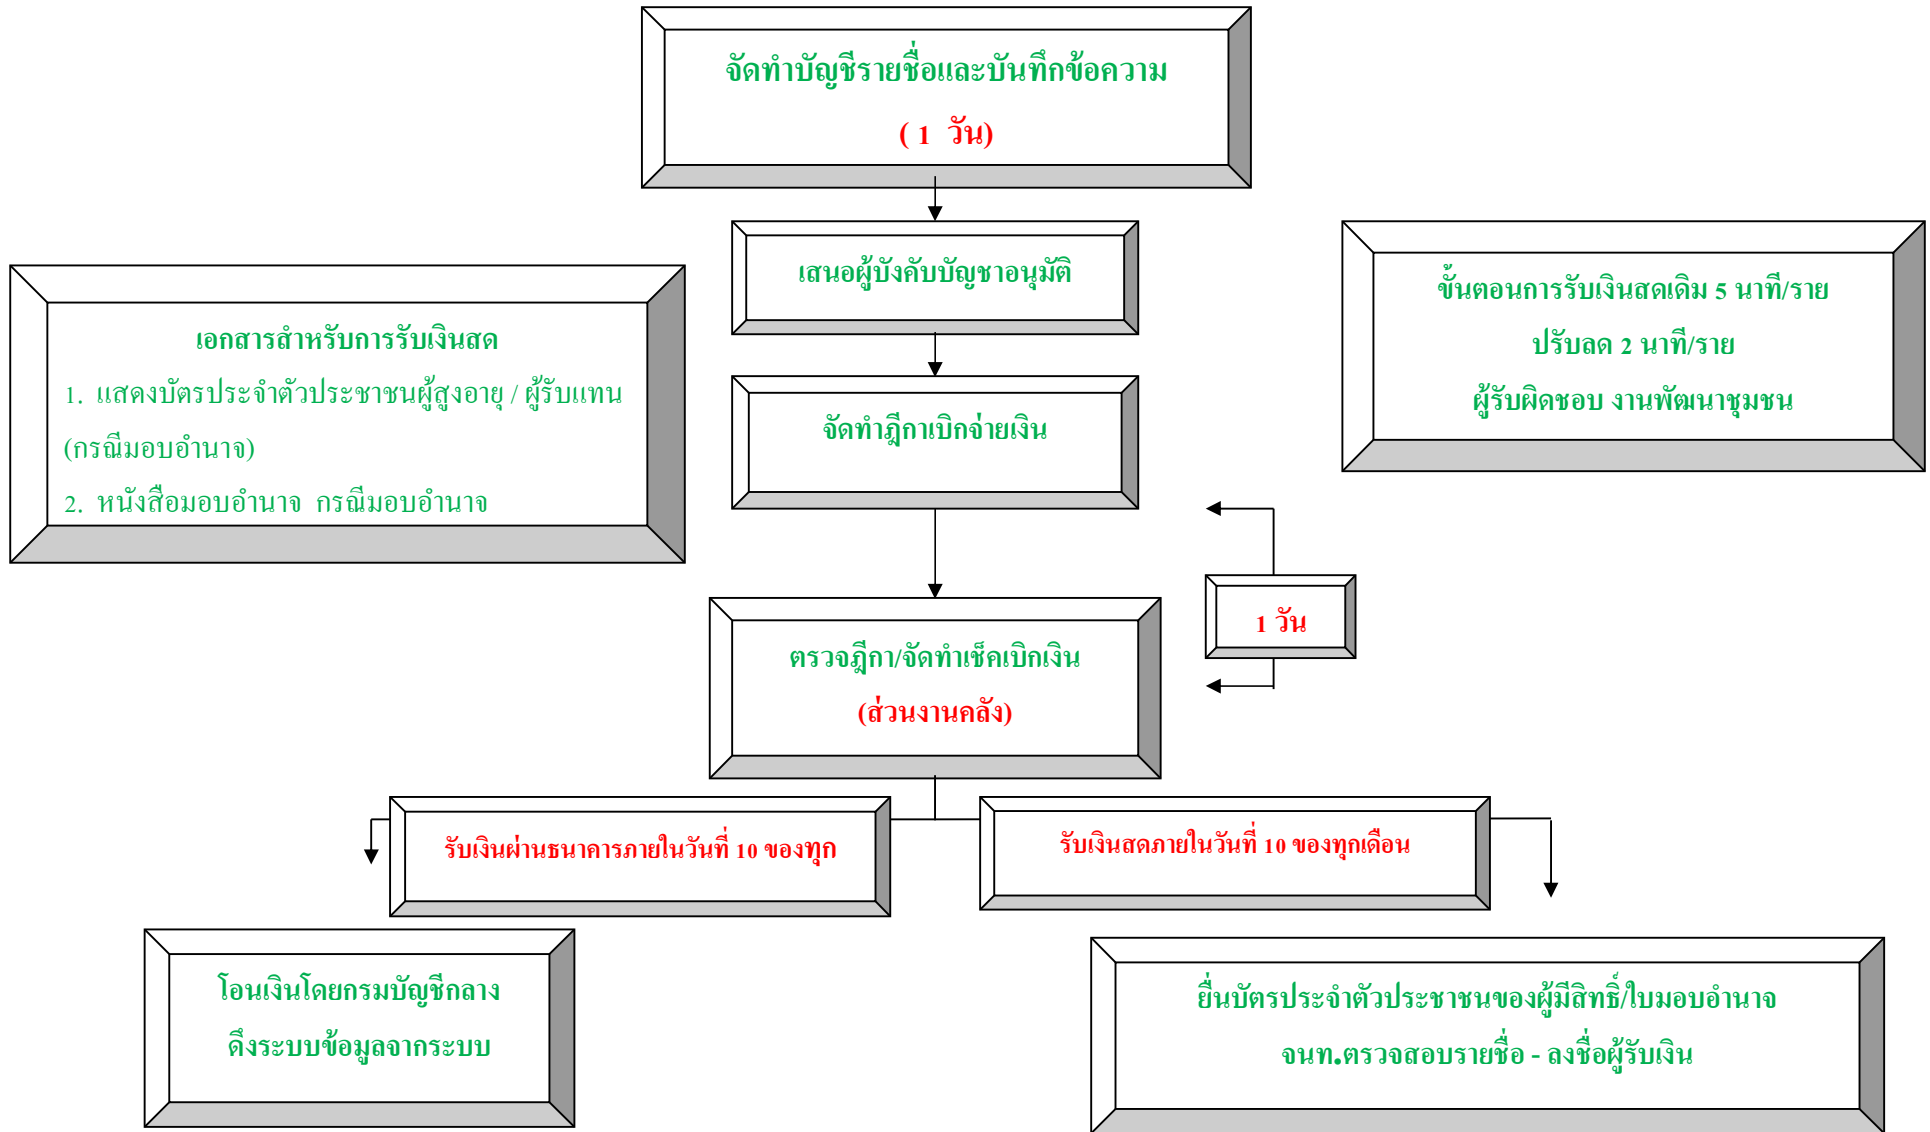 จัดทำบัญชีรายชื่อและบันทึกข้อความ
( 1 วัน)
เสนอผู้บังคับบัญชาอนุมัติ
เอกสารสำหรับการรับเงินสด
1. แสดงบัตรประจำตัวประชาชนผู้สูงอายุ / ผู้รับแทน
(กรณีมอบอำนาจ)
2. หนังสือมอบอำนาจ กรณีมอบอำนาจ
ขั้นตอนการรับเงินสดเดิม 5 นาที/ราย
ปรับลด 2 นาที/ราย
ผู้รับผิดชอบ งานพัฒนาชุมชน
จัดทำฎีกาเบิกจ่ายเงิน
1 วัน
ตรวจฎีกา/จัดทำเช็คเบิกเงิน
(ส่วนงานคลัง)
รับเงินผ่านธนาคารภายในวันที่ 10 ของทุก
รับเงินสดภายในวันที่ 10 ของทุกเดือน
โอนเงินโดยกรมบัญชีกลาง
ดึงระบบข้อมูลจากระบบ
ยื่นบัตรประจำตัวประชาชนของผู้มีสิทธิ์/ใบมอบอำนาจ
จนท.ตรวจสอบรายชื่อ - ลงชื่อผู้รับเงิน